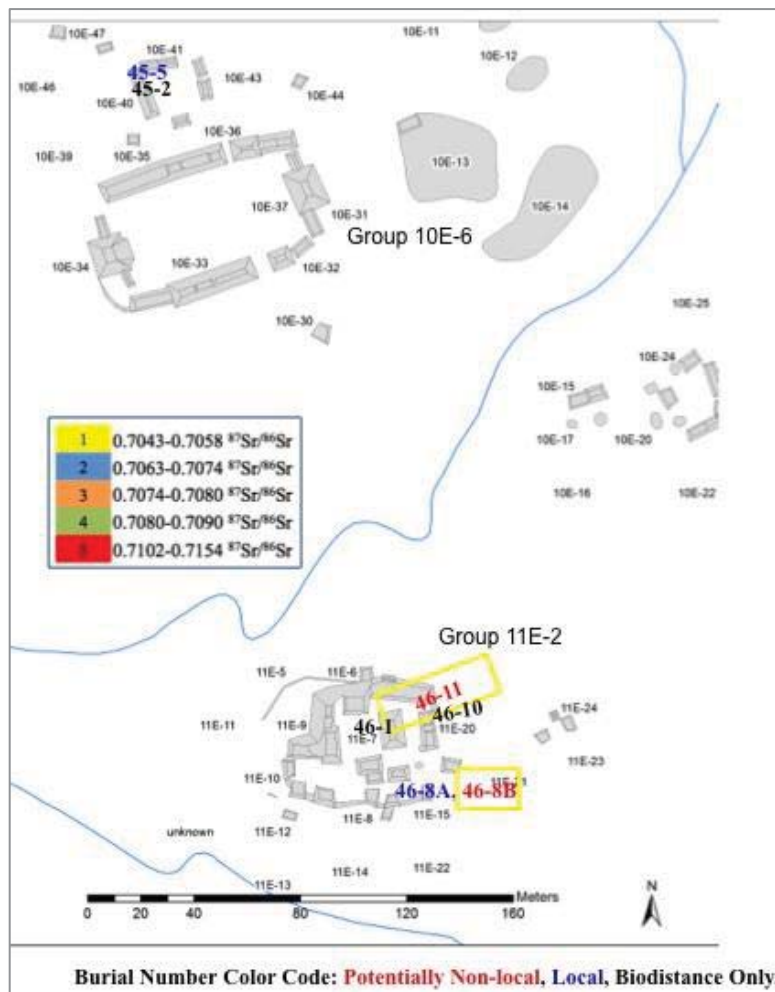 10E-47
10E-41
10E-11
10E-12
45-5
10E-43
10E-46
45-2
10E-44
10E-40
10E-36
10E-39
10E-35
10E-13
10E-37
10E-31
10E-14
Group 10E-6
10E-34
10E-33
10E-32
10E-30
10E-25
10E-24
10E-15
10E-17
10E-20
10E-16
10E-22
1 0.7043-0.7058 ⁸⁷Sr/⁸⁶Sr
2 0.7063-0.7074 ⁸⁷Sr/⁸⁶Sr
3 0.7074-0.7080 ⁸⁷Sr/⁸⁶Sr
4 0.7080-0.7090 ⁸⁷Sr/⁸⁶Sr
0.7102-0.7154 ⁸⁷Sr/⁸⁶Sr
Group 11E-2
11E-5
11E-6
46-11
11E-24
11E-11
11E-9
46-1
46-10
11E-7
11E-20
11E-23
11E-10
46-8A, 46-8B
11E-12
11E-8
11E-15
unknown
11E-14
11E-22
11E-13
Meters
0 20 40 80 120 160
N
Burial Number Color Code: Potentially Non-local, Local, Biodistance Only